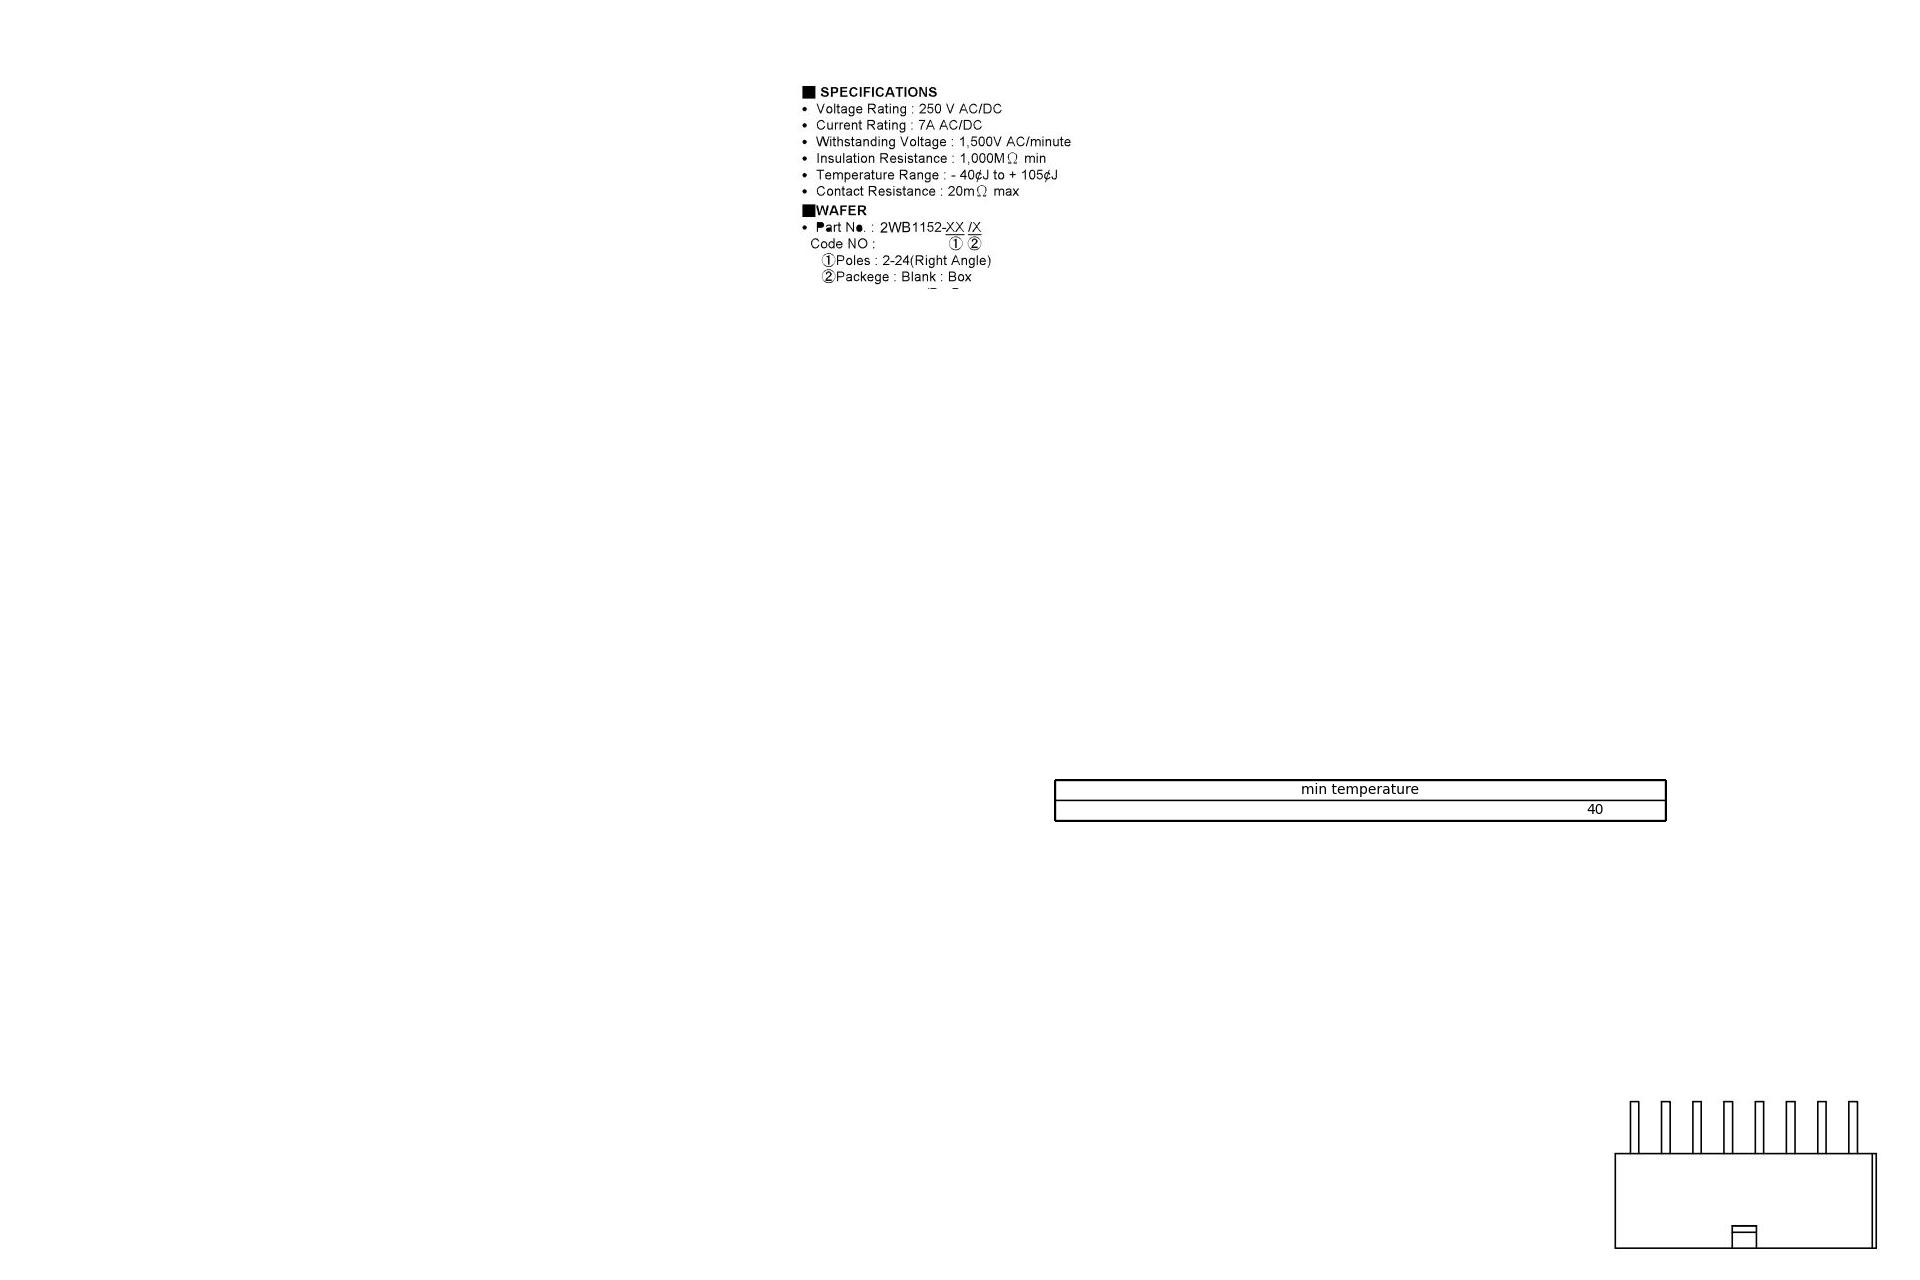 ■ SPECIFICATIONS
• Voltage Rating : 250 V AC/DC
• Current Rating : 7A AC/DC
• Withstanding Voltage : 1,500V AC/minute
• Insulation Resistance : 1,000MΩ min
• Temperature Range : - 40¢J to + 105¢J
• Contact Resistance : 20mΩ max
■WAFER
• Part No. : 2WB1152-XX /X
Code NO : ① ②
①Poles : 2-24(Right Angle)
②Packege : Blank : Box
min temperature
40